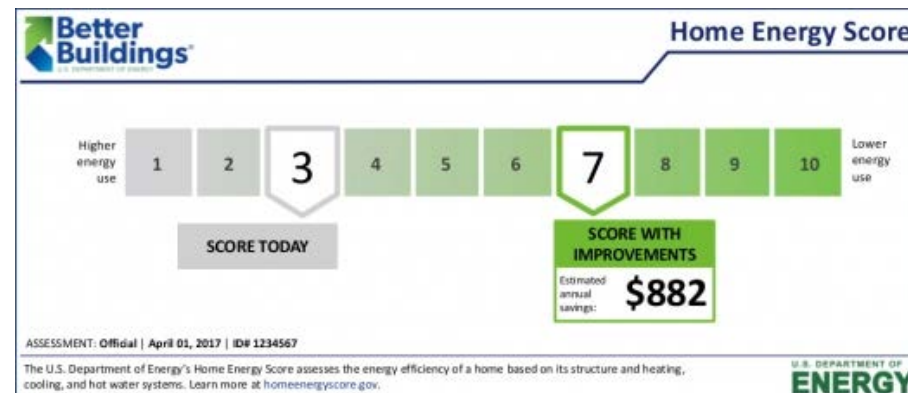 Better
Buildings®
U.S. DEPARTMENT OF ENERGY
Home Energy Score
Higher
energy
use
1 2 3 4 5 6 7 8 9 10
Lower
energy
use
SCORE TODAY
SCORE WITH
IMPROVEMENTS
Estimated
annual
savings:
$882
ASSESSMENT: Official | April 01, 2017 | ID# 1234567
The U.S. Department of Energy's Home Energy Score assesses the energy efficiency of a home based on its structure and heating,
cooling, and hot water systems. Learn more at homeenergyscore.gov.
U.S. DEPARTMENT OF
ENERGY